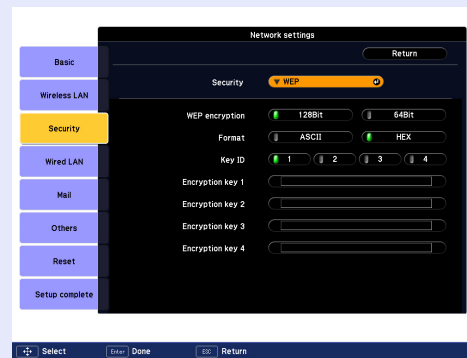 Network settings
Return
Basic
Wireless LAN
Security
Wired LAN
Mail
Others
Reset
Setup complete
Security WEP
WEP encryption 128Bit 64Bit
Format ASCII HEX
Key ID 1 2 3 4
Encryption key 1
Encryption key 2
Encryption key 3
Encryption key 4
Select Enter Done ESC Return